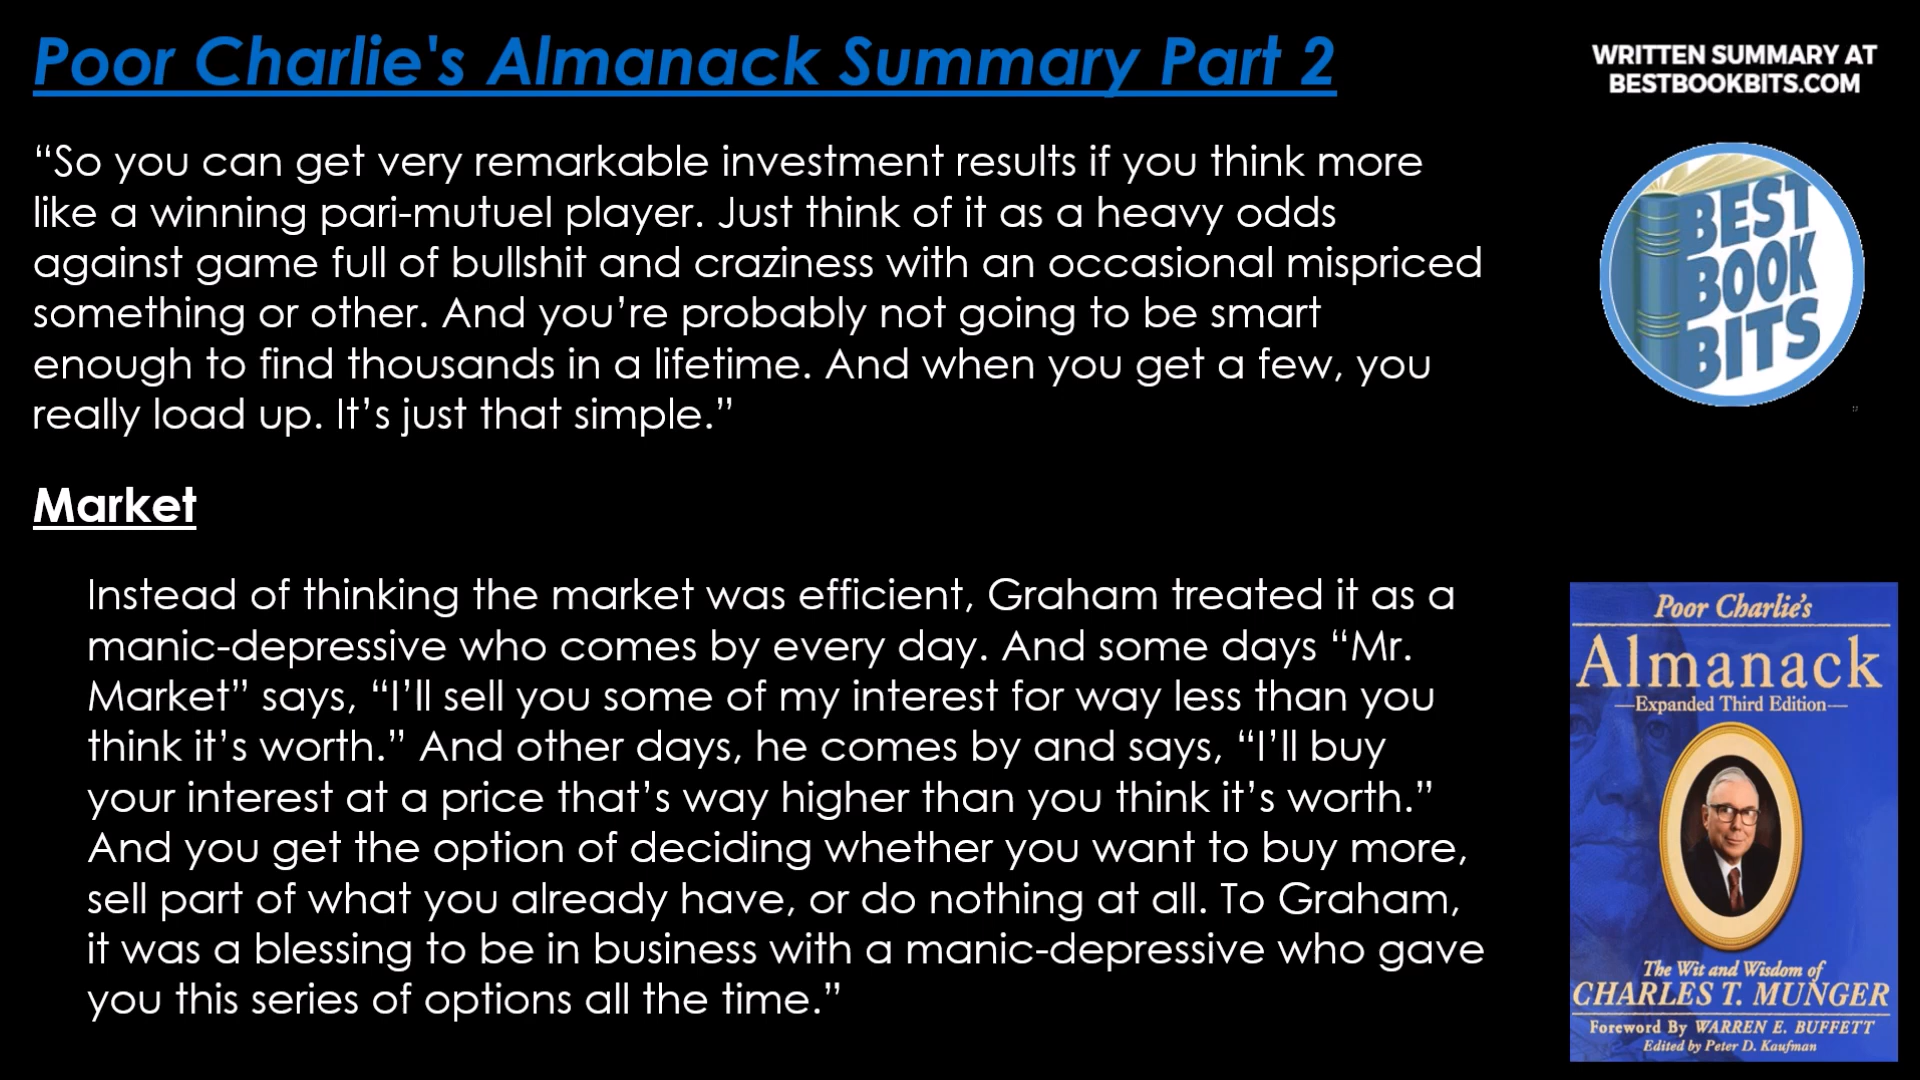 Poor Charlie's Almanack Summary Part 2
WRITTEN SUMMARY AT
BESTBOOKBITS.COM
“So you can get very remarkable investment results if you think more
like a winning pari-mutuel player. Just think of it as a heavy odds
against game full of bullshit and craziness with an occasional mispriced
something or other. And you’re probably not going to be smart
enough to find thousands in a lifetime. And when you get a few, you
really load up. It’s just that simple.”
BEST
BOOK
BITS
Market
Instead of thinking the market was efficient, Graham treated it as a
manic-depressive who comes by every day. And some days “Mr.
Market” says, “I’ll sell you some of my interest for way less than you
think it’s worth.” And other days, he comes by and says, “I’ll buy
your interest at a price that’s way higher than you think it’s worth.”
And you get the option of deciding whether you want to buy more,
sell part of what you already have, or do nothing at all. To Graham,
it was a blessing to be in business with a manic-depressive who gave
you this series of options all the time.”
Poor Charlie’s
Almanack
—Expanded Third Edition—
The Wit and Wisdom of
CHARLES T. MUNGER
Foreword By WARREN E. BUFFETT
Edited by Peter D. Kaufman